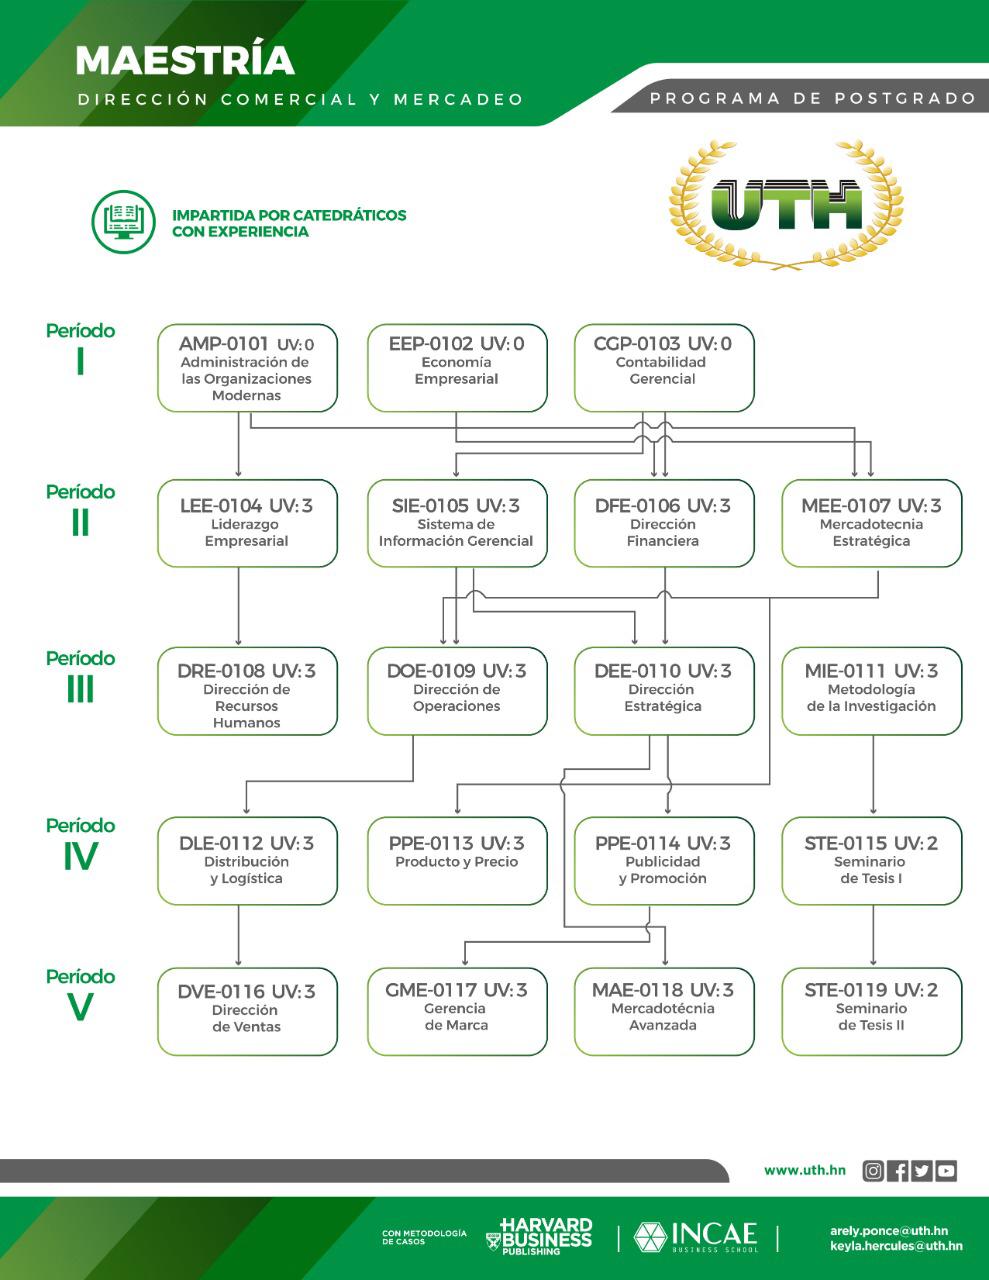 MAESTRÍA
DIRECCIÓN COMERCIAL Y MERCADEO
PROGRAMA DE POSTGRADO
UTH
IMPARTIDA POR CATEDRÁTICOS
CON EXPERIENCIA
Período
I
AMP-0101 UV:0
Administración de
las Organizaciones
Modernas
EEP-0102 UV:0
Economía
Empresarial
CGP-0103 UV:0
Contabilidad
Gerencial
Período
II
LEE-0104 UV:3
Liderazgo
Empresarial
SIE-0105 UV:3
Sistema de
Información Gerencial
DFE-0106 UV:3
Dirección
Financiera
MEE-0107 UV:3
Mercadotecnia
Estratégica
Período
III
DRE-0108 UV:3
Dirección de
Recursos
Humanos
DOE-0109 UV:3
Dirección de
Operaciones
DEE-0110 UV:3
Dirección
Estratégica
MIE-0111 UV:3
Metodología
de la Investigación
Período
IV
DLE-0112 UV:3
Distribución
y Logística
PPE-0113 UV:3
Producto y Precio
PPE-0114 UV:3
Publicidad
y Promoción
STE-0115 UV:2
Seminario
de Tesis I
Período
V
DVE-0116 UV:3
Dirección
de Ventas
GME-0117 UV:3
Gerencia
de Marca
MAE-0118 UV:3
Mercadotécnia
Avanzada
STE-0119 UV:2
Seminario
de Tesis II
www.uth.hn
CON METODOLOGÍA
DE CASOS
HARVARD
BUSINESS
PUBLISHING
INCAE
BUSINESS SCHOOL
arely.ponce@uth.hn
keyla.hercules@uth.hn